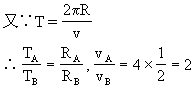 又∵T=2πR/v
∴T_A/T_B=R_A/R_B,v_A/v_B=4×1/2=2